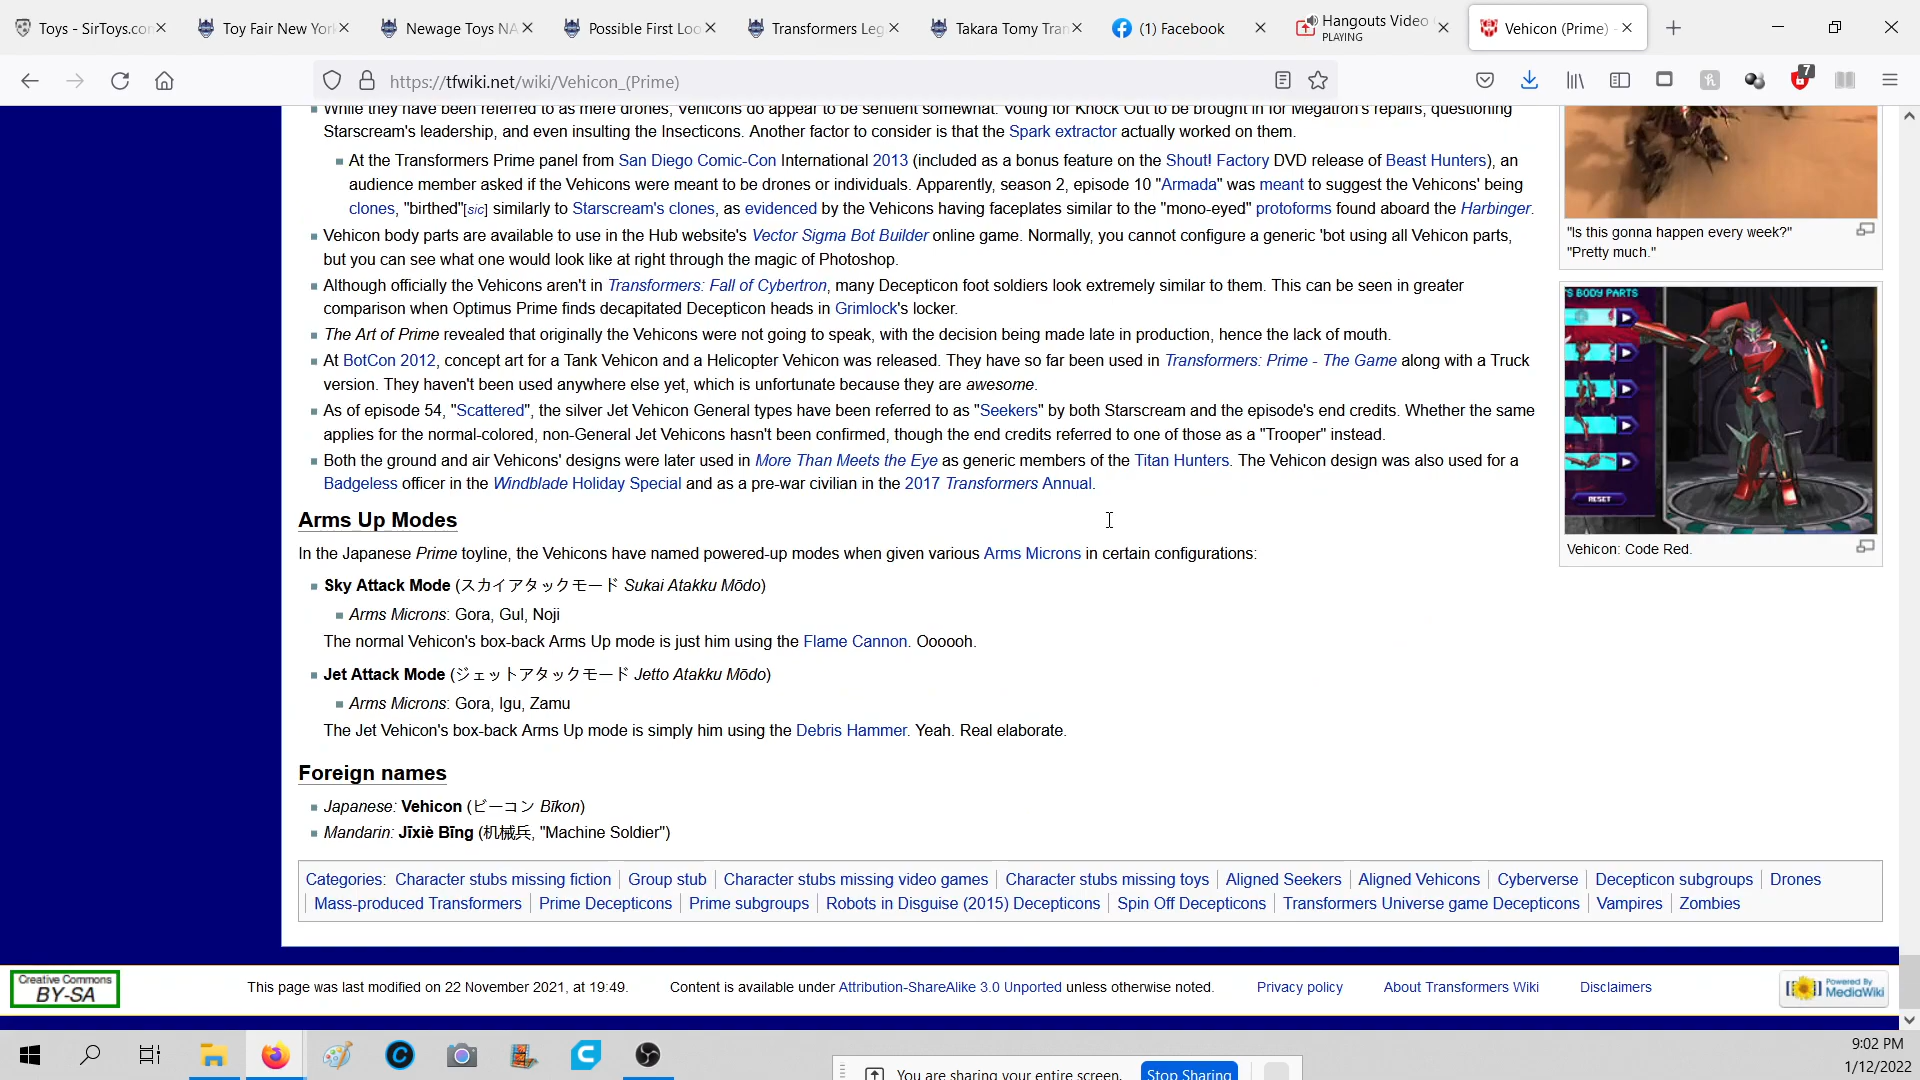 Toys - SirToys.com
Toy Fair New York
Newage Toys NA
Possible First Loo
Transformers Leg
Takara Tomy Tran
(1) Facebook
Hangouts Video
PLAYING
Vehicon (Prime) -
https://tfwiki.net/wiki/Vehicon_(Prime)
7
While they have been referred to as mere drones, Vehicons do appear to be sentient somewhat. Voting for Knock Out to be brought in for Megatron's repairs, questioning
Starscream's leadership, and even insulting the Insecticons. Another factor to consider is that the Spark extractor actually worked on them.
At the Transformers Prime panel from San Diego Comic-Con International 2013 (included as a bonus feature on the Shout! Factory DVD release of Beast Hunters), an
audience member asked if the Vehicons were meant to be drones or individuals. Apparently, season 2, episode 10 "Armada" was meant to suggest the Vehicons' being
clones, "birthed"[sic] similarly to Starscream's clones, as evidenced by the Vehicons having faceplates similar to the "mono-eyed" protoforms found aboard the Harbinger.
Vehicon body parts are available to use in the Hub website's Vector Sigma Bot Builder online game. Normally, you cannot configure a generic 'bot using all Vehicon parts,
but you can see what one would look like at right through the magic of Photoshop.
Although officially the Vehicons aren't in Transformers: Fall of Cybertron, many Decepticon foot soldiers look extremely similar to them. This can be seen in greater
comparison when Optimus Prime finds decapitated Decepticon heads in Grimlock's locker.
The Art of Prime revealed that originally the Vehicons were not going to speak, with the decision being made late in production, hence the lack of mouth.
At BotCon 2012, concept art for a Tank Vehicon and a Helicopter Vehicon was released. They have so far been used in Transformers: Prime - The Game along with a Truck
version. They haven't been used anywhere else yet, which is unfortunate because they are awesome.
As of episode 54, "Scattered", the silver Jet Vehicon General types have been referred to as "Seekers" by both Starscream and the episode's end credits. Whether the same
applies for the normal-colored, non-General Jet Vehicons hasn't been confirmed, though the end credits referred to one of those as a "Trooper" instead.
Both the ground and air Vehicons' designs were later used in More Than Meets the Eye as generic members of the Titan Hunters. The Vehicon design was also used for a
Badgeless officer in the Windblade Holiday Special and as a pre-war civilian in the 2017 Transformers Annual.
"Is this gonna happen every week?"
"Pretty much."
'S BODY PARTS
RESET
Vehicon: Code Red.
Arms Up Modes
In the Japanese Prime toyline, the Vehicons have named powered-up modes when given various Arms Microns in certain configurations:
Sky Attack Mode (スカイアタックモード Sukai Atakku Mōdo)
Arms Microns: Gora, Gul, Noji
The normal Vehicon's box-back Arms Up mode is just him using the Flame Cannon. Oooooh.
Jet Attack Mode (ジェットアタックモード Jetto Atakku Mōdo)
Arms Microns: Gora, Igu, Zamu
The Jet Vehicon's box-back Arms Up mode is simply him using the Debris Hammer. Yeah. Real elaborate.
Foreign names
Japanese: Vehicon (ビーコン Bīkon)
Mandarin: Jīxiè Bīng (机械兵, "Machine Soldier")
Categories: Character stubs missing fiction | Group stub | Character stubs missing video games | Character stubs missing toys | Aligned Seekers | Aligned Vehicons | Cyberverse | Decepticon subgroups | Drones
| Mass-produced Transformers | Prime Decepticons | Prime subgroups | Robots in Disguise (2015) Decepticons | Spin Off Decepticons | Transformers Universe game Decepticons | Vampires | Zombies
Creative Commons
BY-SA
This page was last modified on 22 November 2021, at 19:49.
Content is available under Attribution-ShareAlike 3.0 Unported unless otherwise noted.
Privacy policy
About Transformers Wiki
Disclaimers
Powered By
MediaWiki
You are sharing your entire screen.
Stop Sharing
9:02 PM
1/12/2022